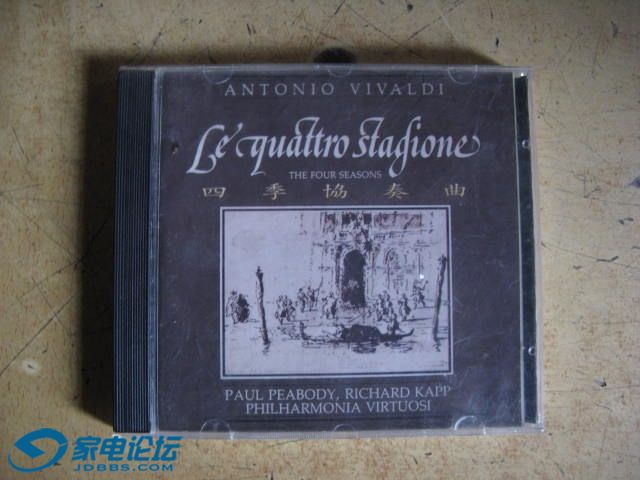 ANTONIO VIVALDI
Le quattro stagione
THE FOUR SEASONS
四季協奏曲
PAUL PEABODY, RICHARD KAPP
PHILHARMONIA VIRTUOSI
家电论坛
JDBBS.COM